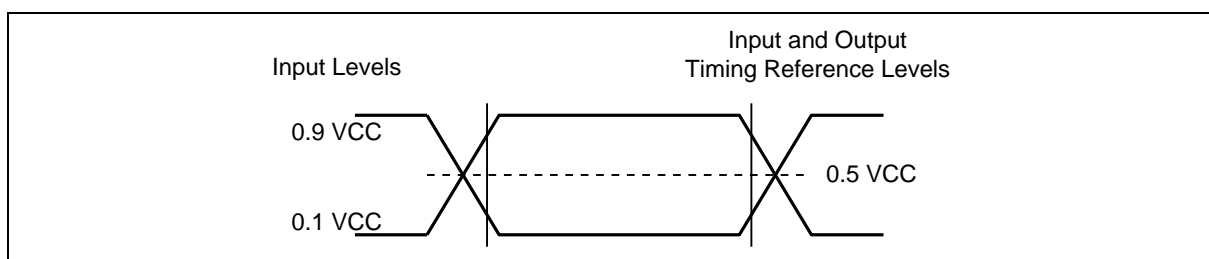 Input Levels
Input and Output
Timing Reference Levels
0.9 VCC
0.5 VCC
0.1 VCC